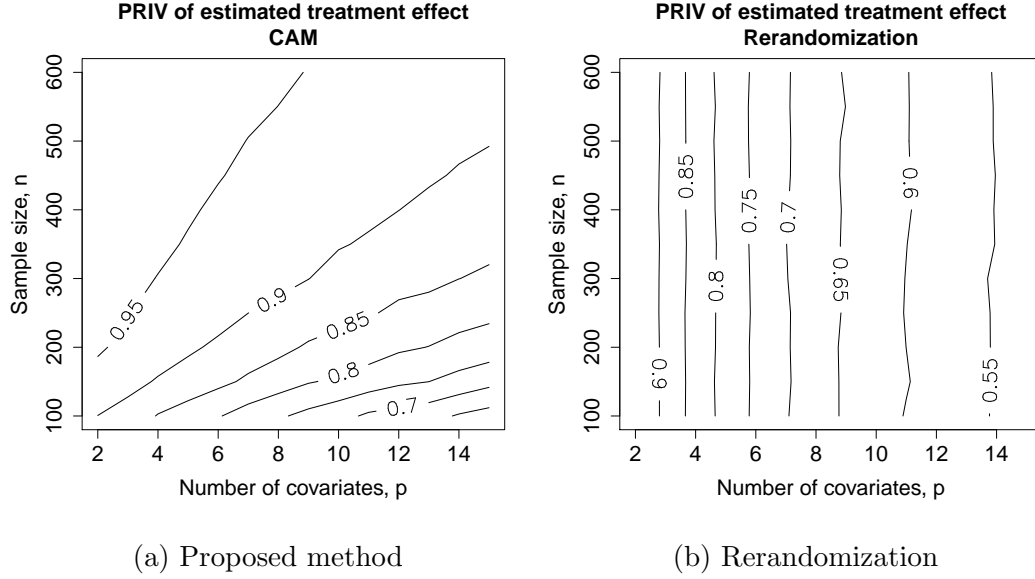 PRIV of estimated treatment effect
CAM
Sample size, n
600
500
400
300
200
100
0.95
0.9
0.85
0.8
0.7
2 4 6 8 10 12 14
Number of covariates, p
(a) Proposed method
PRIV of estimated treatment effect
Rerandomization
Sample size, n
600
500
400
300
200
100
0.9
0.85
0.8
0.75
0.7
0.65
0.6
0.55
2 4 6 8 10 12 14
Number of covariates, p
(b) Rerandomization